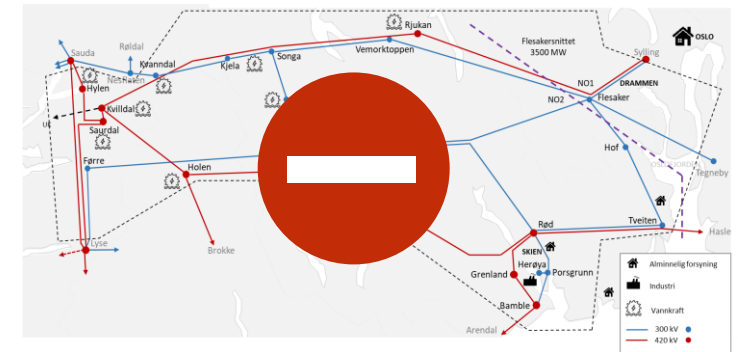 Rjukan
Flesakersnittet
3500 MW
OSLO
Sauda
Røldal
Kvanndal
Nesflaten
Kjela
Songa
Vemorktoppen
Sylling
NO1
DRAMMEN
Hylen
Kvilldal
NO2
Flesaker
UK
Saurdal
Førre
Holen
Hof
OSLOFJORDEN
Tegneby
Lyse
Brokke
Rød
Tveiten
Hasle
SKIEN
Herøya
Grenland
Porsgrunn
Bamble
Arendal
Alminnelig forsyning
Industri
Vannkraft
300 kV
420 kV